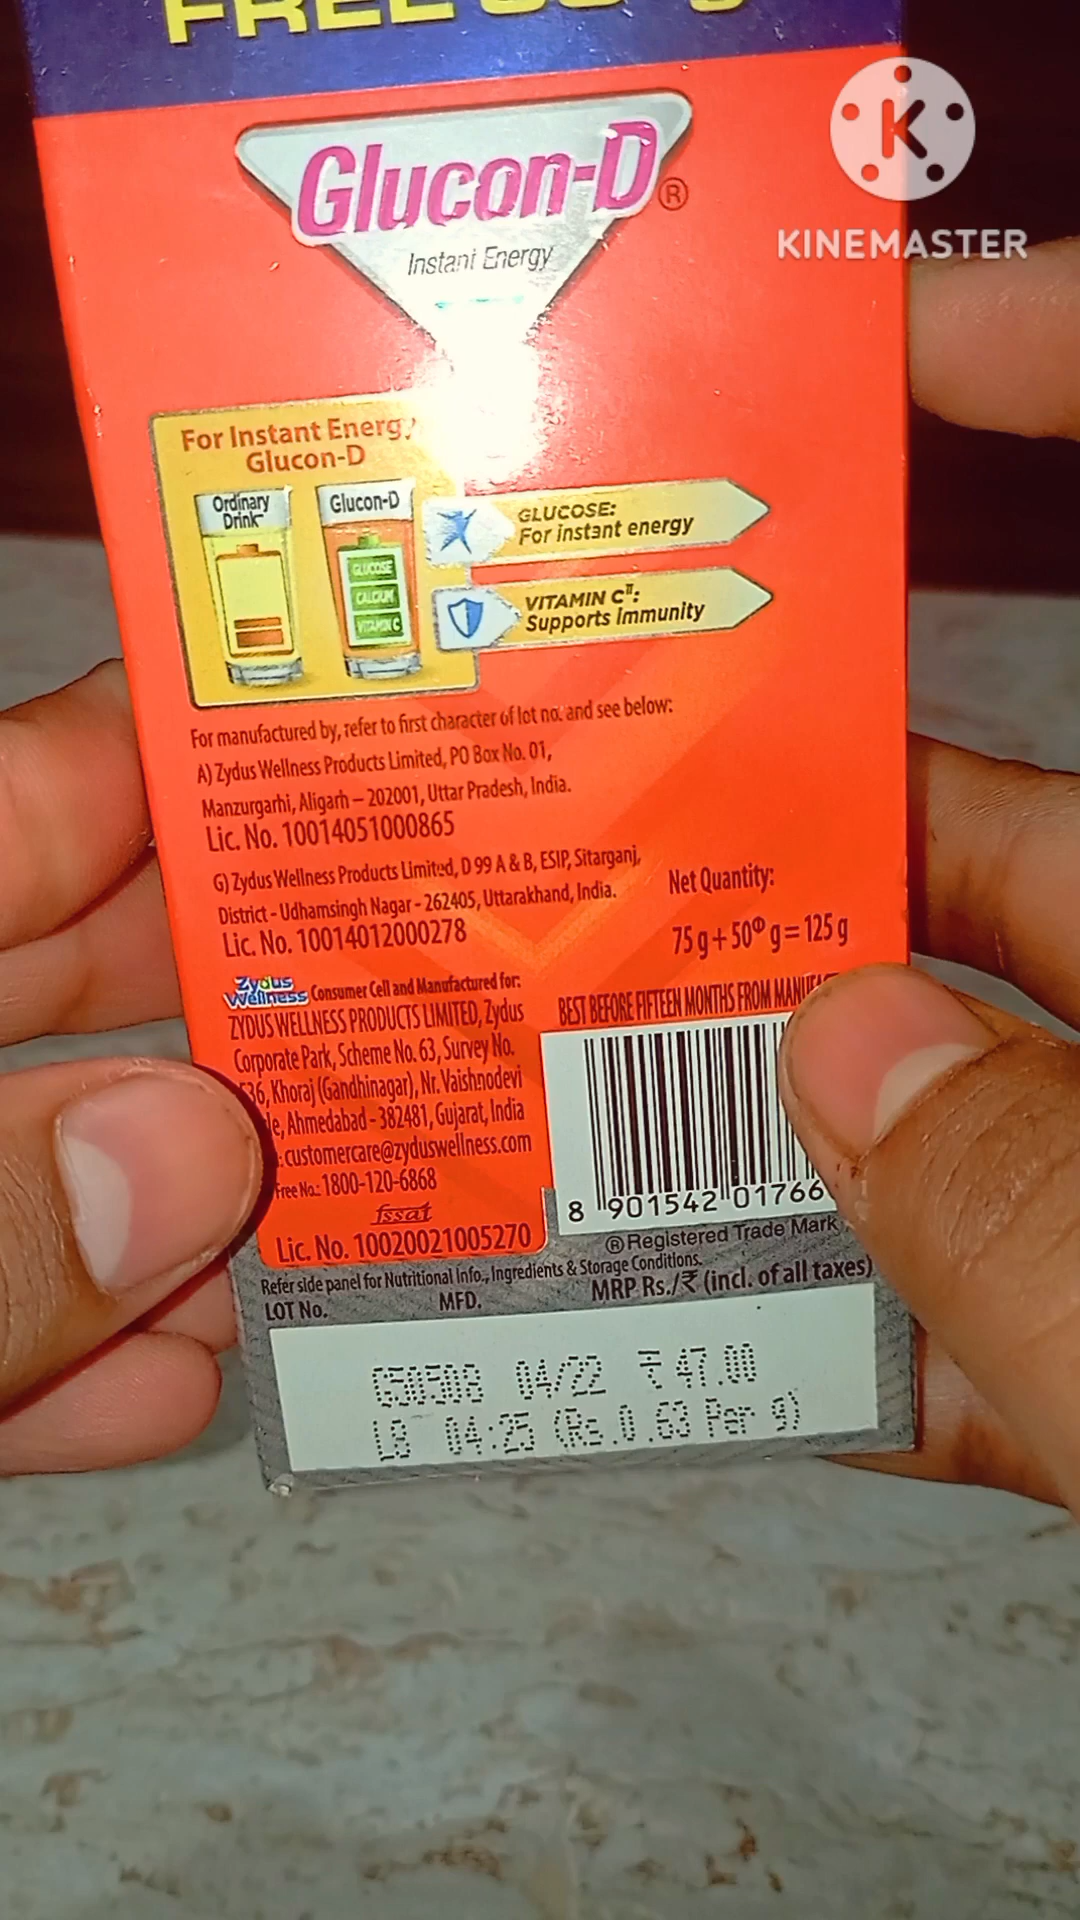 KINEMASTER
Glucon-D®
Instant Energy
For Instant Energy
Glucon-D
Ordinary
Drink
Glucon-D
GLUCOSE
CALCIUM
VITAMIN C
GLUCOSE:
For instant energy
VITAMIN C:
Supports Immunity
For manufactured by, refer to first character of lot no. and see below:
A) Zydus Wellness Products Limited, PO Box No. 01,
Manzurgarhi, Aligarh – 202001, Uttar Pradesh, India.
Lic. No. 10014051000865
G) Zydus Wellness Products Limited, D 99 A & B, ESIP, Sitarganj,
District - Udhamsingh Nagar - 262405, Uttarakhand, India.
Lic. No. 10014012000278
Net Quantity:
75 g + 50 g = 125 g
Zydus
Wellness Consumer Cell and Manufactured for:
ZYDUS WELLNESS PRODUCTS LIMITED, Zydus
Corporate Park, Scheme No. 63, Survey No.
536, Khoraj (Gandhinagar), Nr. Vaishnodevi
Ahmedabad - 382481, Gujarat, India
: customercare@zyduswellness.com
Free No.: 1800-120-6868
fssai
Lic. No. 10020021005270
BEST BEFORE FIFTEEN MONTHS FROM
8 901542 01766
® Registered Trade Mark
Refer side panel for Nutritional Info., Ingredients & Storage Conditions.
LOT No. MFD. MRP Rs./₹ (incl. of all taxes)
G50508 04/22 ₹47.00
L8 04:25 (Rs.0.63 Per g)